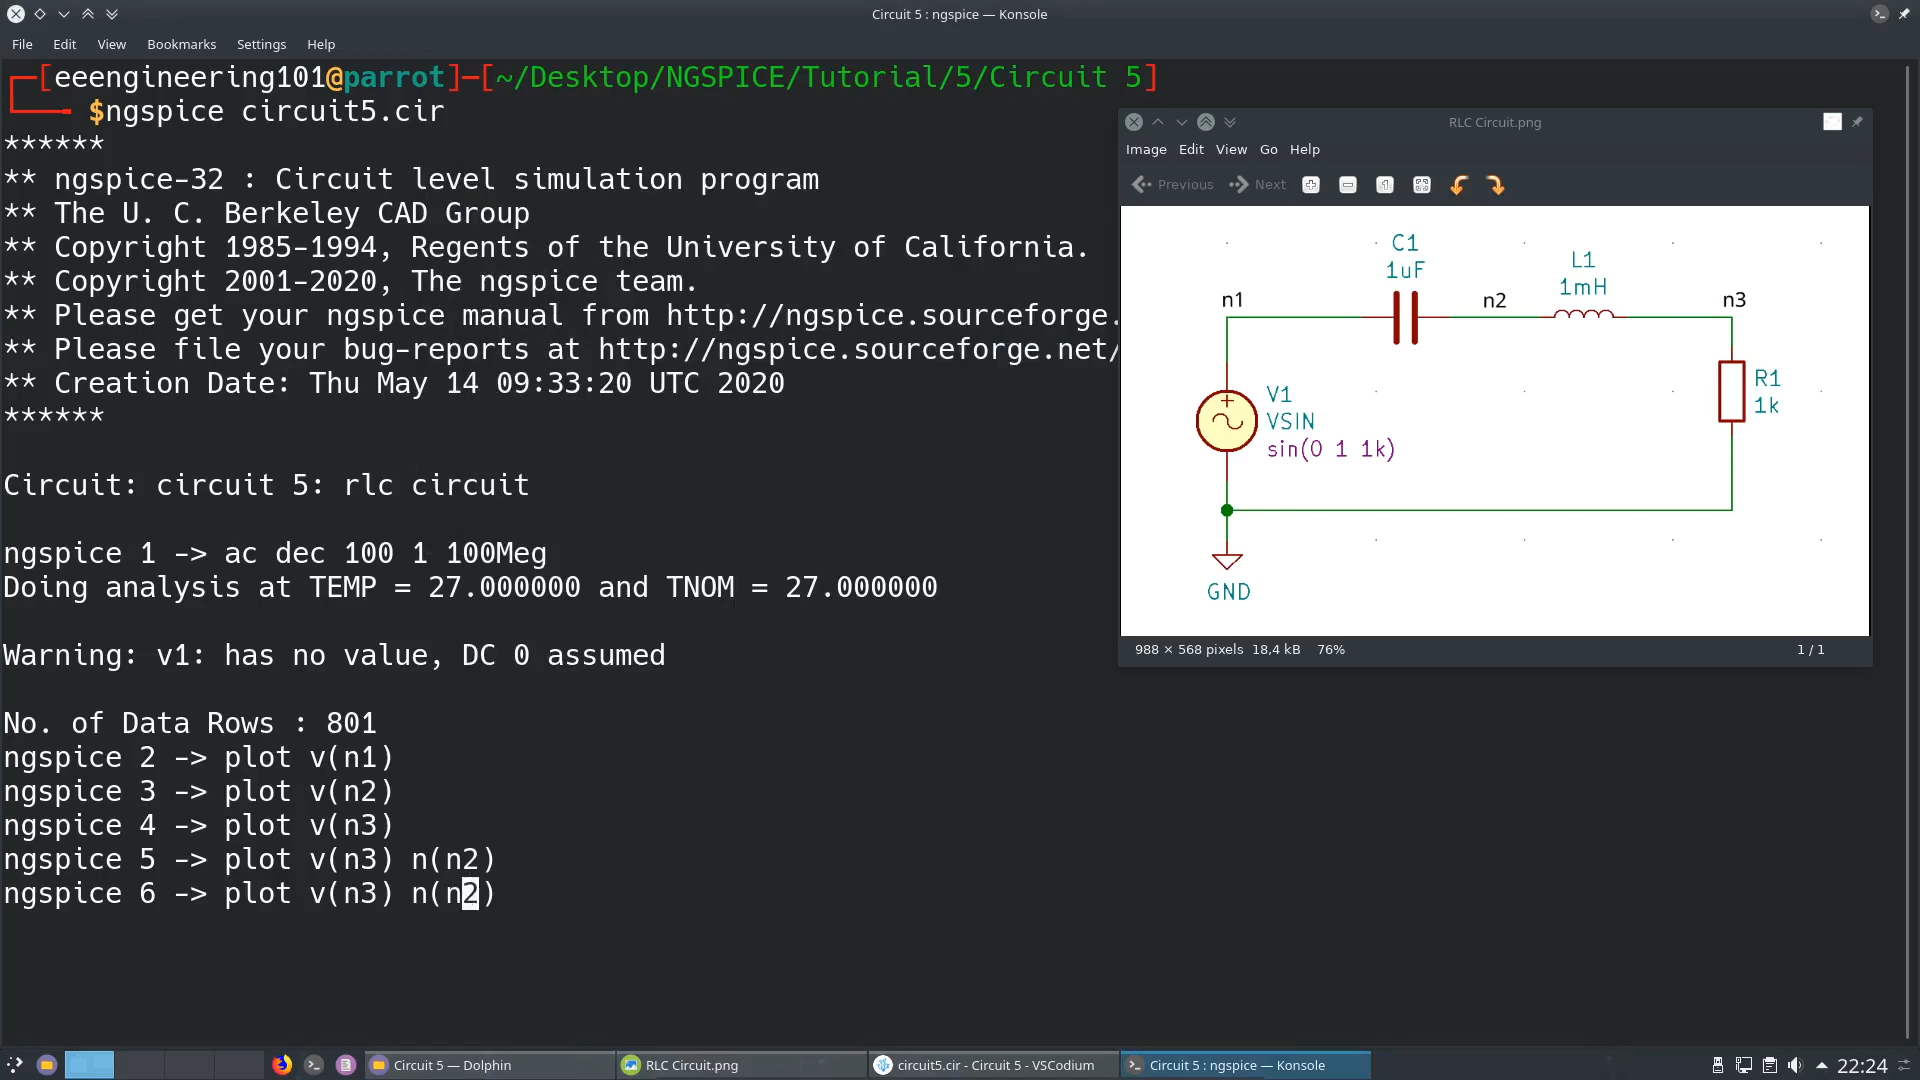 Circuit 5 : ngspice — Konsole
File Edit View Bookmarks Settings Help
[eeengineering101@parrot]─[~/Desktop/NGSPICE/Tutorial/5/Circuit 5]
$ngspice circuit5.cir
******
** ngspice-32 : Circuit level simulation program
** The U. C. Berkeley CAD Group
** Copyright 1985-1994, Regents of the University of California.
** Copyright 2001-2020, The ngspice team.
** Please get your ngspice manual from http://ngspice.sourceforge.
** Please file your bug-reports at http://ngspice.sourceforge.net/
** Creation Date: Thu May 14 09:33:20 UTC 2020
******
Circuit: circuit 5: rlc circuit
ngspice 1 -> ac dec 100 1 100Meg
Doing analysis at TEMP = 27.000000 and TNOM = 27.000000
Warning: v1: has no value, DC 0 assumed
No. of Data Rows : 801
ngspice 2 -> plot v(n1)
ngspice 3 -> plot v(n2)
ngspice 4 -> plot v(n3)
ngspice 5 -> plot v(n3) n(n2)
ngspice 6 -> plot v(n3) n(n2)
RLC Circuit.png
Image Edit View Go Help
Previous Next
C1
1uF
L1
1mH
n1
n2
n3
R1
1k
V1
VSIN
sin(0 1 1k)
GND
988 × 568 pixels 18,4 kB 76% 1 / 1
Circuit 5 — Dolphin
RLC Circuit.png
circuit5.cir - Circuit 5 - VSCodium
Circuit 5 : ngspice — Konsole
22:24